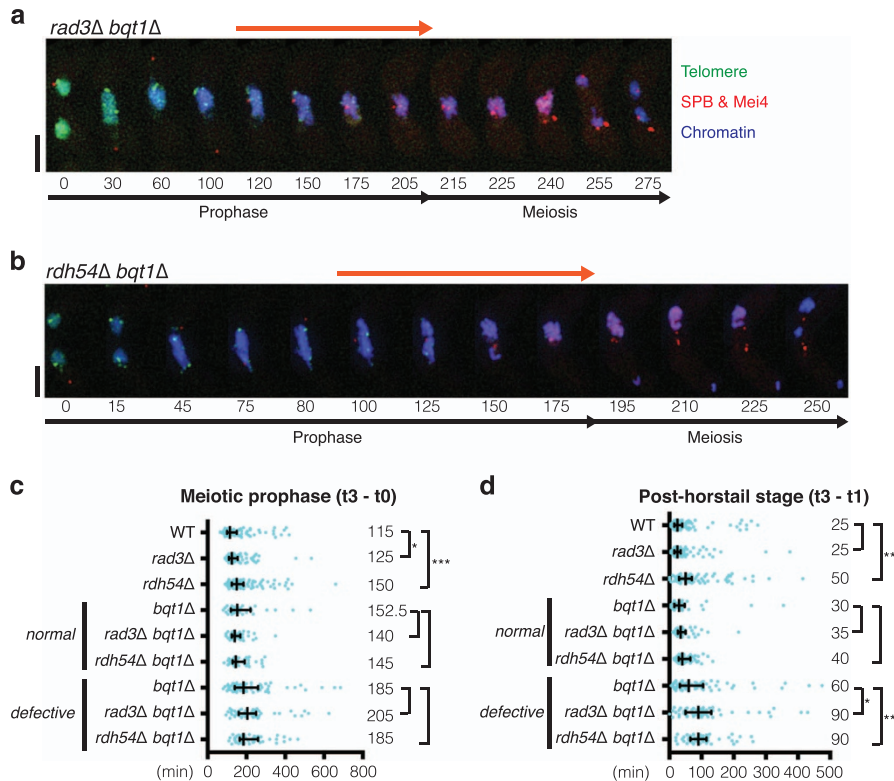 a
rad3Δ bqt1Δ
Telomere
SPB & Mei4
Chromatin
0 30 60 100 120 150 175 205 215 225 240 255 275
Prophase Meiosis
b
rdh54Δ bqt1Δ
0 15 45 75 80 100 125 150 175 195 210 225 250
Prophase Meiosis
c
Meiotic prophase (t3 - t0)
WT 115
rad3Δ 125 *
rdh54Δ 150 ***
normal
bqt1Δ 152.5
rad3Δ bqt1Δ 140
rdh54Δ bqt1Δ 145
defective
bqt1Δ 185
rad3Δ bqt1Δ 205
rdh54Δ bqt1Δ 185
(min) 0 200 400 600 800
d
Post-horstail stage (t3 - t1)
WT 25
rad3Δ 25
rdh54Δ 50 **
normal
bqt1Δ 30
rad3Δ bqt1Δ 35
rdh54Δ bqt1Δ 40
defective
bqt1Δ 60
rad3Δ bqt1Δ 90 * **
rdh54Δ bqt1Δ 90
(min) 0 100 200 300 400 500